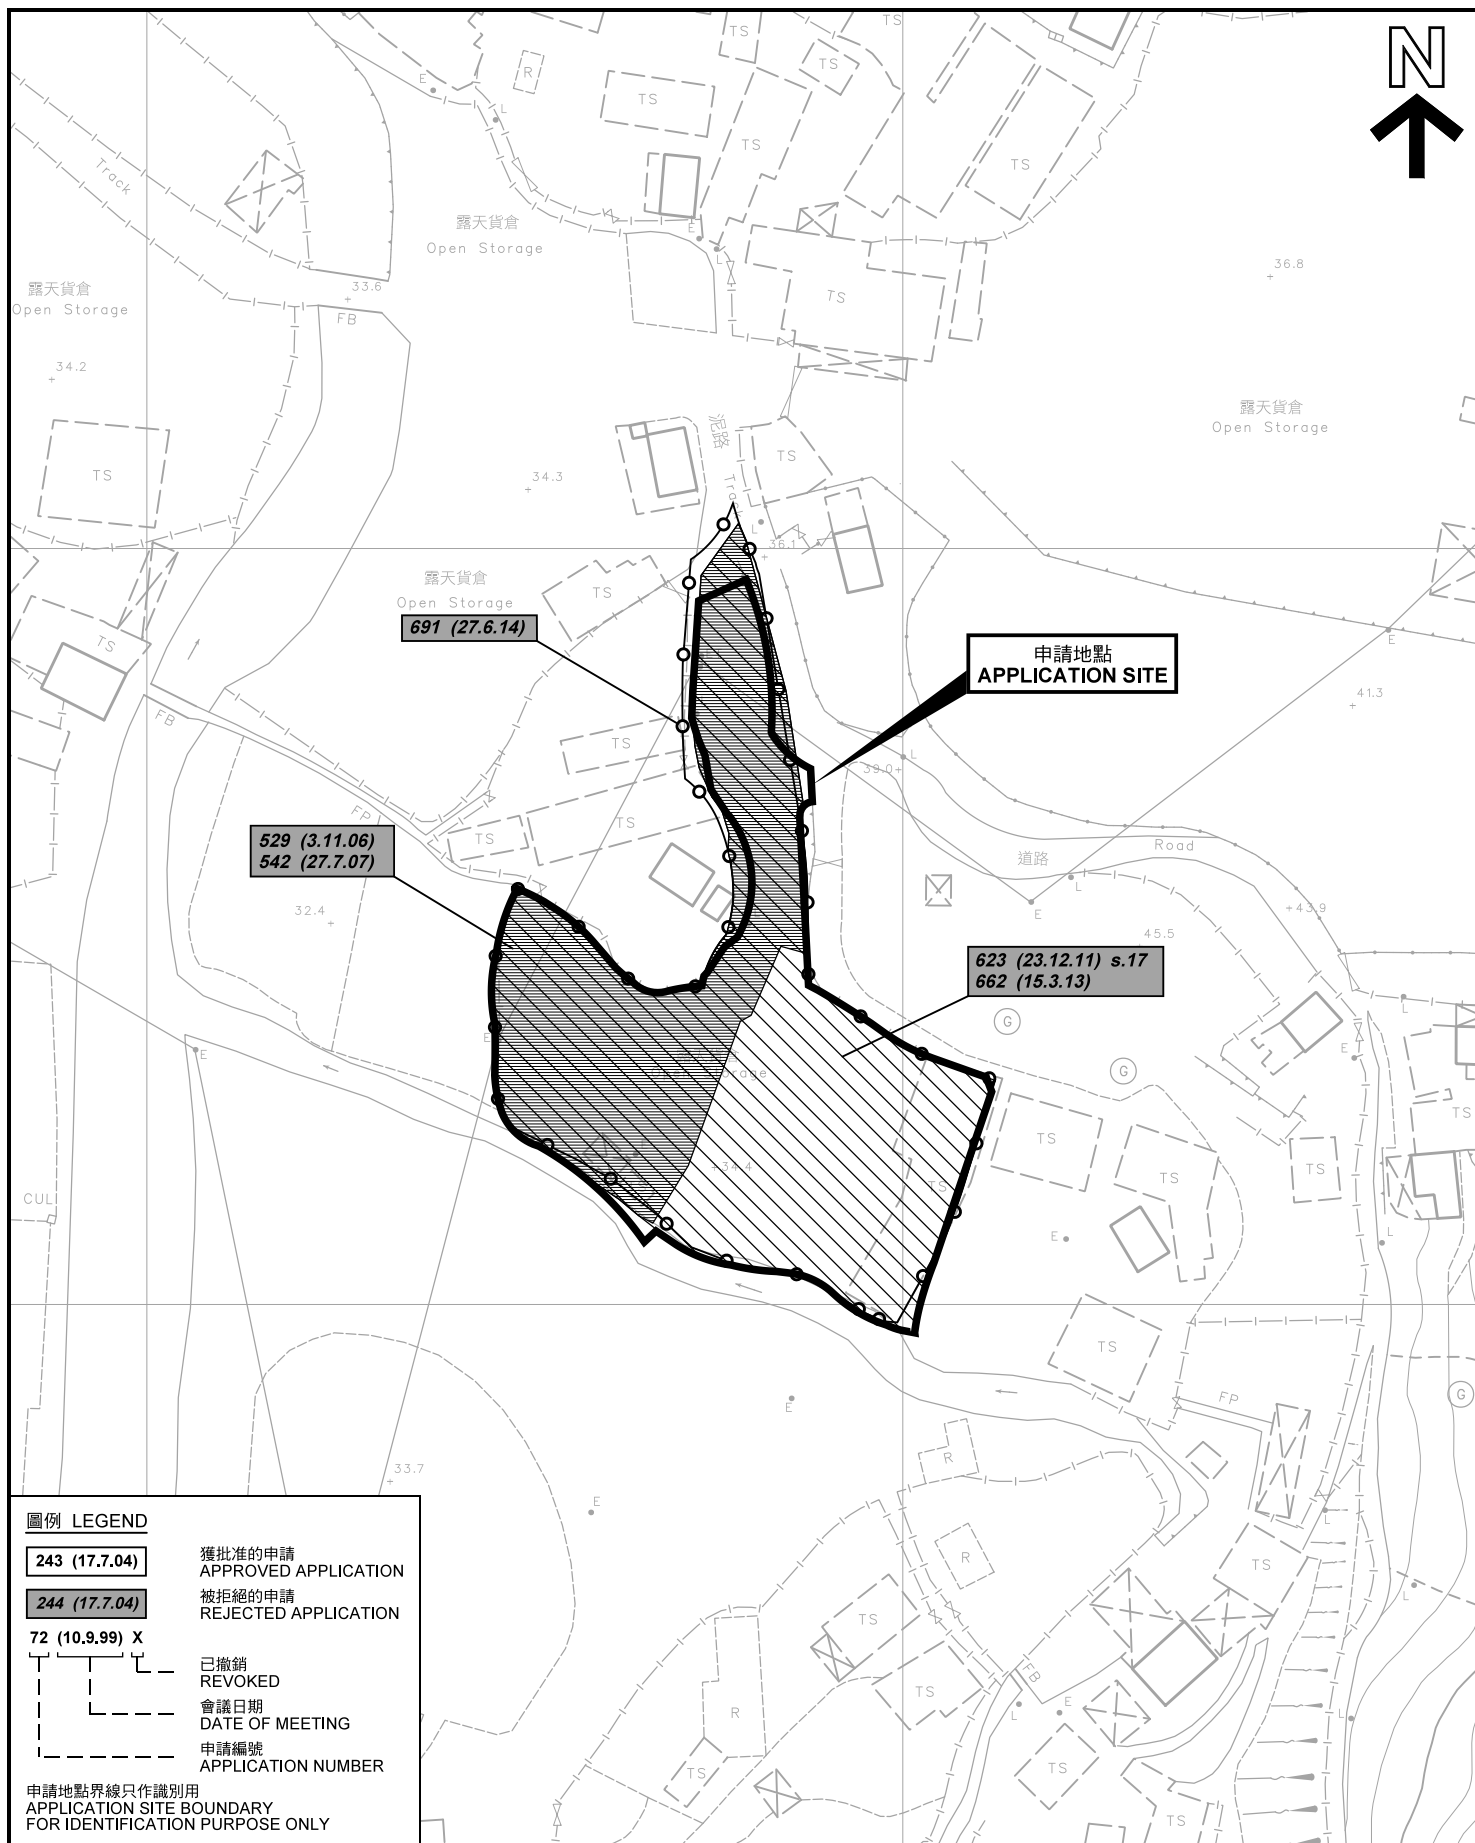 N
TS
TS
TS
R
E
TS
L
TS
TS
Track
露天貨倉
Open Storage
E
L
36.8
露天貨倉
Open Storage
33.6
FB
TS
34.2
露天貨倉
Open Storage
泥路
Track
TS
TS
34.3
L
36.1
露天貨倉
Open Storage
TS
691 (27.6.14)
E
申請地點
APPLICATION SITE
TS
41.3
FB
TS
L
39.0
FP
TS
TS
529 (3.11.06)
542 (27.7.07)
道路
Road
L
32.4
E
43.9
45.5
623 (23.12.11) s.17
662 (15.3.13)
L
G
E
E
E
Open Storage
G
TS
TS
34.4
TS
TS
TS
CUL
E
L
TS
FP
G
E
33.7
R
E
L
圖例 LEGEND
243 (17.7.04)
獲批准的申請
APPROVED APPLICATION
244 (17.7.04)
被拒絕的申請
REJECTED APPLICATION
72 (10.9.99) X
已撤銷
REVOKED
會議日期
DATE OF MEETING
申請編號
APPLICATION NUMBER
申請地點界線只作識別用
APPLICATION SITE BOUNDARY
FOR IDENTIFICATION PURPOSE ONLY
R
TS
L
TS
FB
TS
E
L
L
R
TS
TS
TS